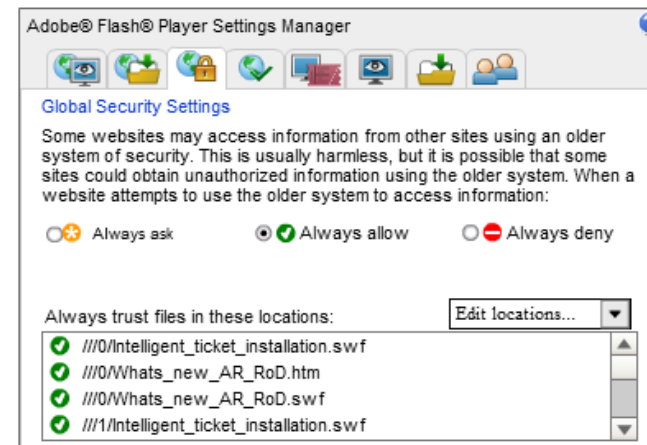 Adobe® Flash® Player Settings Manager
Global Security Settings
Some websites may access information from other sites using an older
system of security. This is usually harmless, but it is possible that some
sites could obtain unauthorized information using the older system. When a
website attempts to use the older system to access information:
Always ask Always allow Always deny
Always trust files in these locations: Edit locations...
///0/Intelligent_ticket_installation.swf
///0/Whats_new_AR_RoD.htm
///0/Whats_new_AR_RoD.swf
///1/Intelligent_ticket_installation.swf